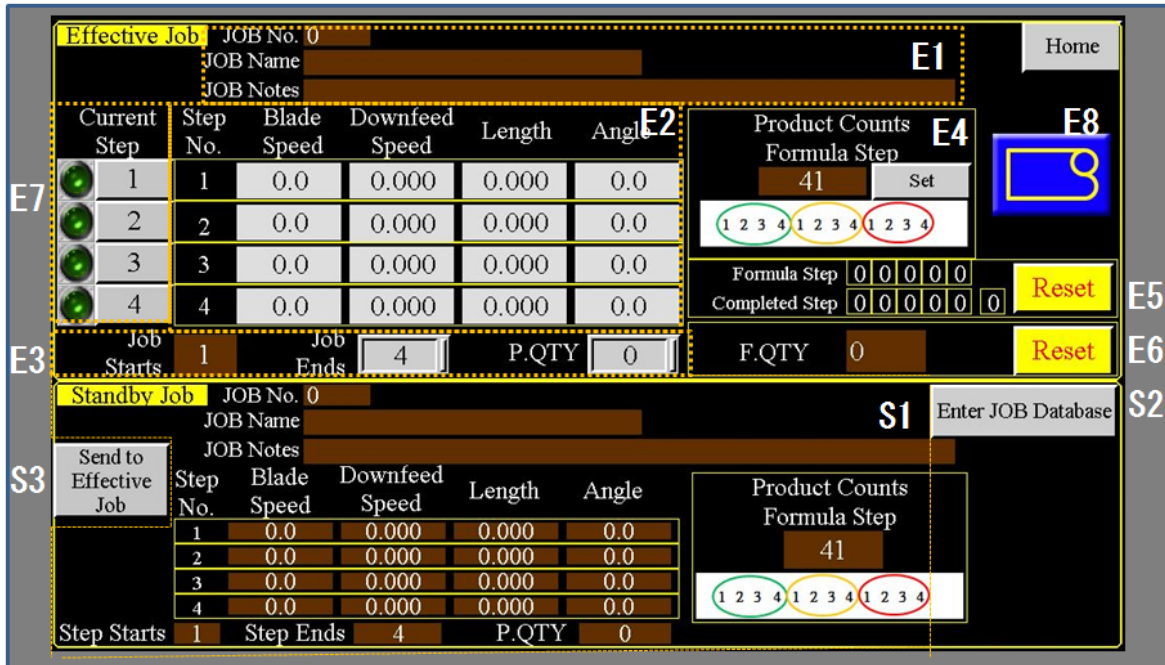 Effective Job JOB No. 0 Home
JOB Name E1
JOB Notes
Current Step Step No. Blade Speed Downfeed Speed Length Angle E2 Product Counts Formula Step E4 E8
E7 1 1 0.0 0.000 0.000 0.0 41 Set
2 2 0.0 0.000 0.000 0.0 1 2 3 4 1 2 3 4 1 2 3 4
3 3 0.0 0.000 0.000 0.0 Formula Step 0 0 0 0 0 Reset E5
4 4 0.0 0.000 0.000 0.0 Completed Step 0 0 0 0 0 0
E3 Job Starts 1 Job Ends 4 P.QTY 0 F.QTY 0 Reset E6
Standby Job JOB No. 0 S1 Enter JOB Database S2
JOB Name
JOB Notes
S3 Send to Effective Job Step No. Blade Speed Downfeed Speed Length Angle Product Counts Formula Step
1 0.0 0.000 0.000 0.0 41
2 0.0 0.000 0.000 0.0
3 0.0 0.000 0.000 0.0 1 2 3 4 1 2 3 4 1 2 3 4
4 0.0 0.000 0.000 0.0
Step Starts 1 Step Ends 4 P.QTY 0